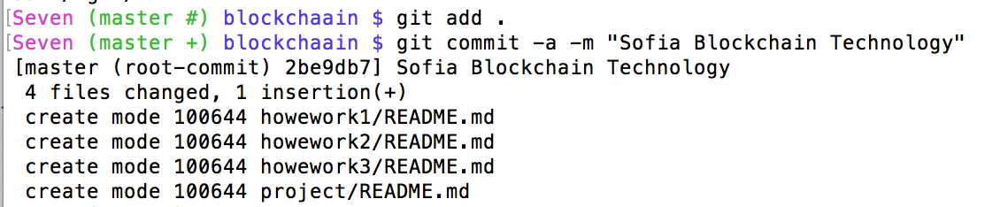 [Seven (master #) blockchaain $ git add .
[Seven (master +) blockchaain $ git commit -a -m "Sofia Blockchain Technology"
[master (root-commit) 2be9db7] Sofia Blockchain Technology
4 files changed, 1 insertion(+)
create mode 100644 howework1/README.md
create mode 100644 howework2/README.md
create mode 100644 howework3/README.md
create mode 100644 project/README.md